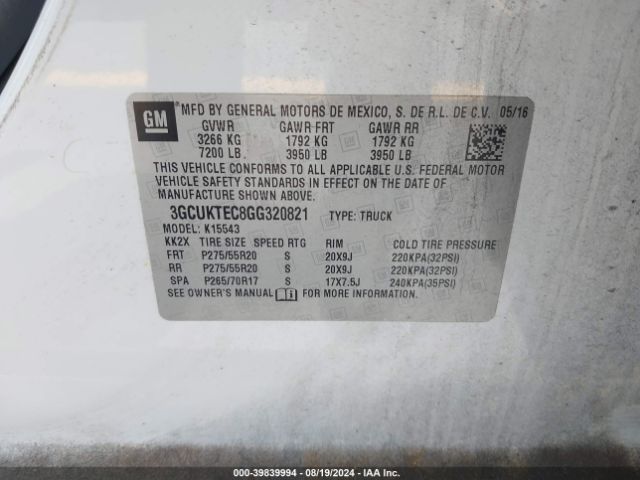 GM
MFD BY GENERAL MOTORS DE MEXICO, S. DE R.L. DE C.V. 05/16
GVWR GAWR FRT GAWR RR
3266 KG 1792 KG 1792 KG
7200 LB 3950 LB 3950 LB
THIS VEHICLE CONFORMS TO ALL APPLICABLE U.S. FEDERAL MOTOR
VEHICLE SAFETY STANDARDS IN EFFECT ON THE DATE OF
MANUFACTURE SHOWN ABOVE.
3GCUKTEC8GG320821 TYPE: TRUCK
MODEL: K15543
KK2X TIRE SIZE SPEED RTG RIM COLD TIRE PRESSURE
FRT P275/55R20 S 20X9J 220KPA(32PSI)
RR P275/55R20 S 20X9J 220KPA(32PSI)
SPA P265/70R17 S 17X7.5J 240KPA(35PSI)
SEE OWNER'S MANUAL FOR MORE INFORMATION.
000-39839994 - 08/19/2024 - IAA Inc.